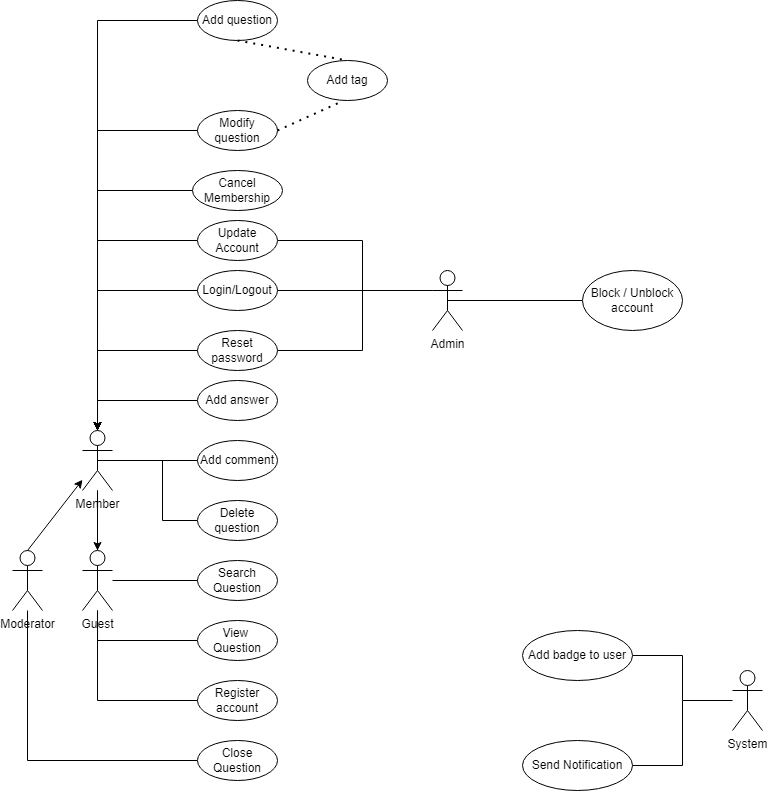 Add question
Add tag
Modify
question
Cancel
Membership
Update
Account
Login/Logout
Block / Unblock
account
Reset
password
Admin
Add answer
Add comment
Member
Delete
question
Search
Question
Moderator
Guest
View
Question
Add badge to user
Register
account
System
Close
Question
Send Notification